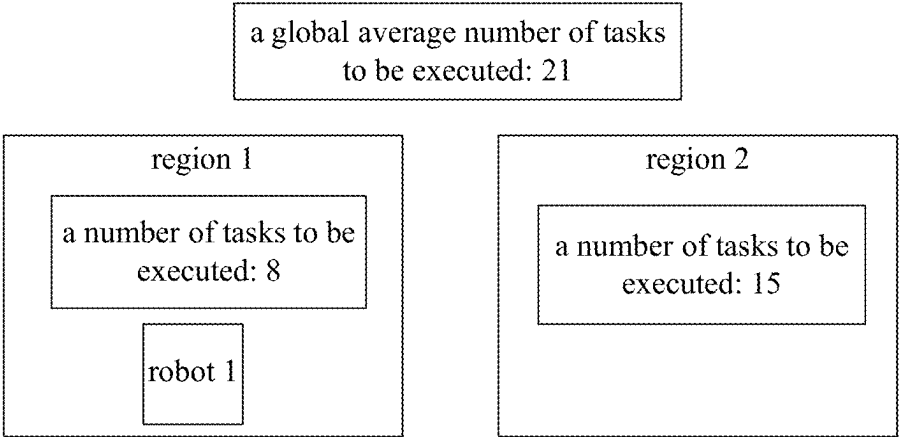 a global average number of tasks
to be executed: 21
region 1
a number of tasks to be
executed: 8
robot 1
region 2
a number of tasks to be
executed: 15